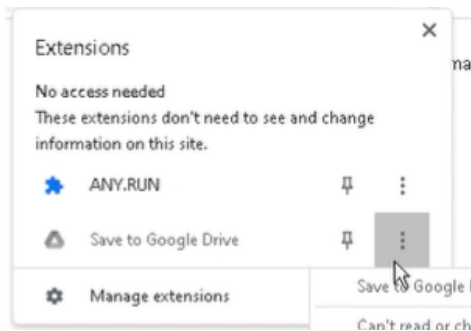 Extensions
No access needed
These extensions don't need to see and change
information on this site.
ANY.RUN
Save to Google Drive
Manage extensions
Save to Google
Can't read or